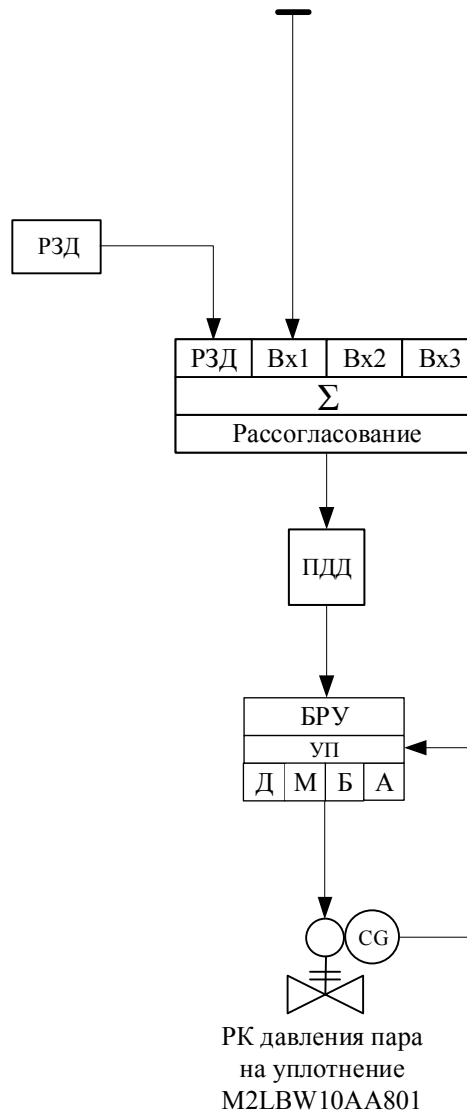 РЗД
РЗД Вх1 Вх2 Вх3
Σ
Рассогласование
ПДД
БРУ
УП
Д М Б А
CG
РК давления пара
на уплотнение
M2LBW10AA801